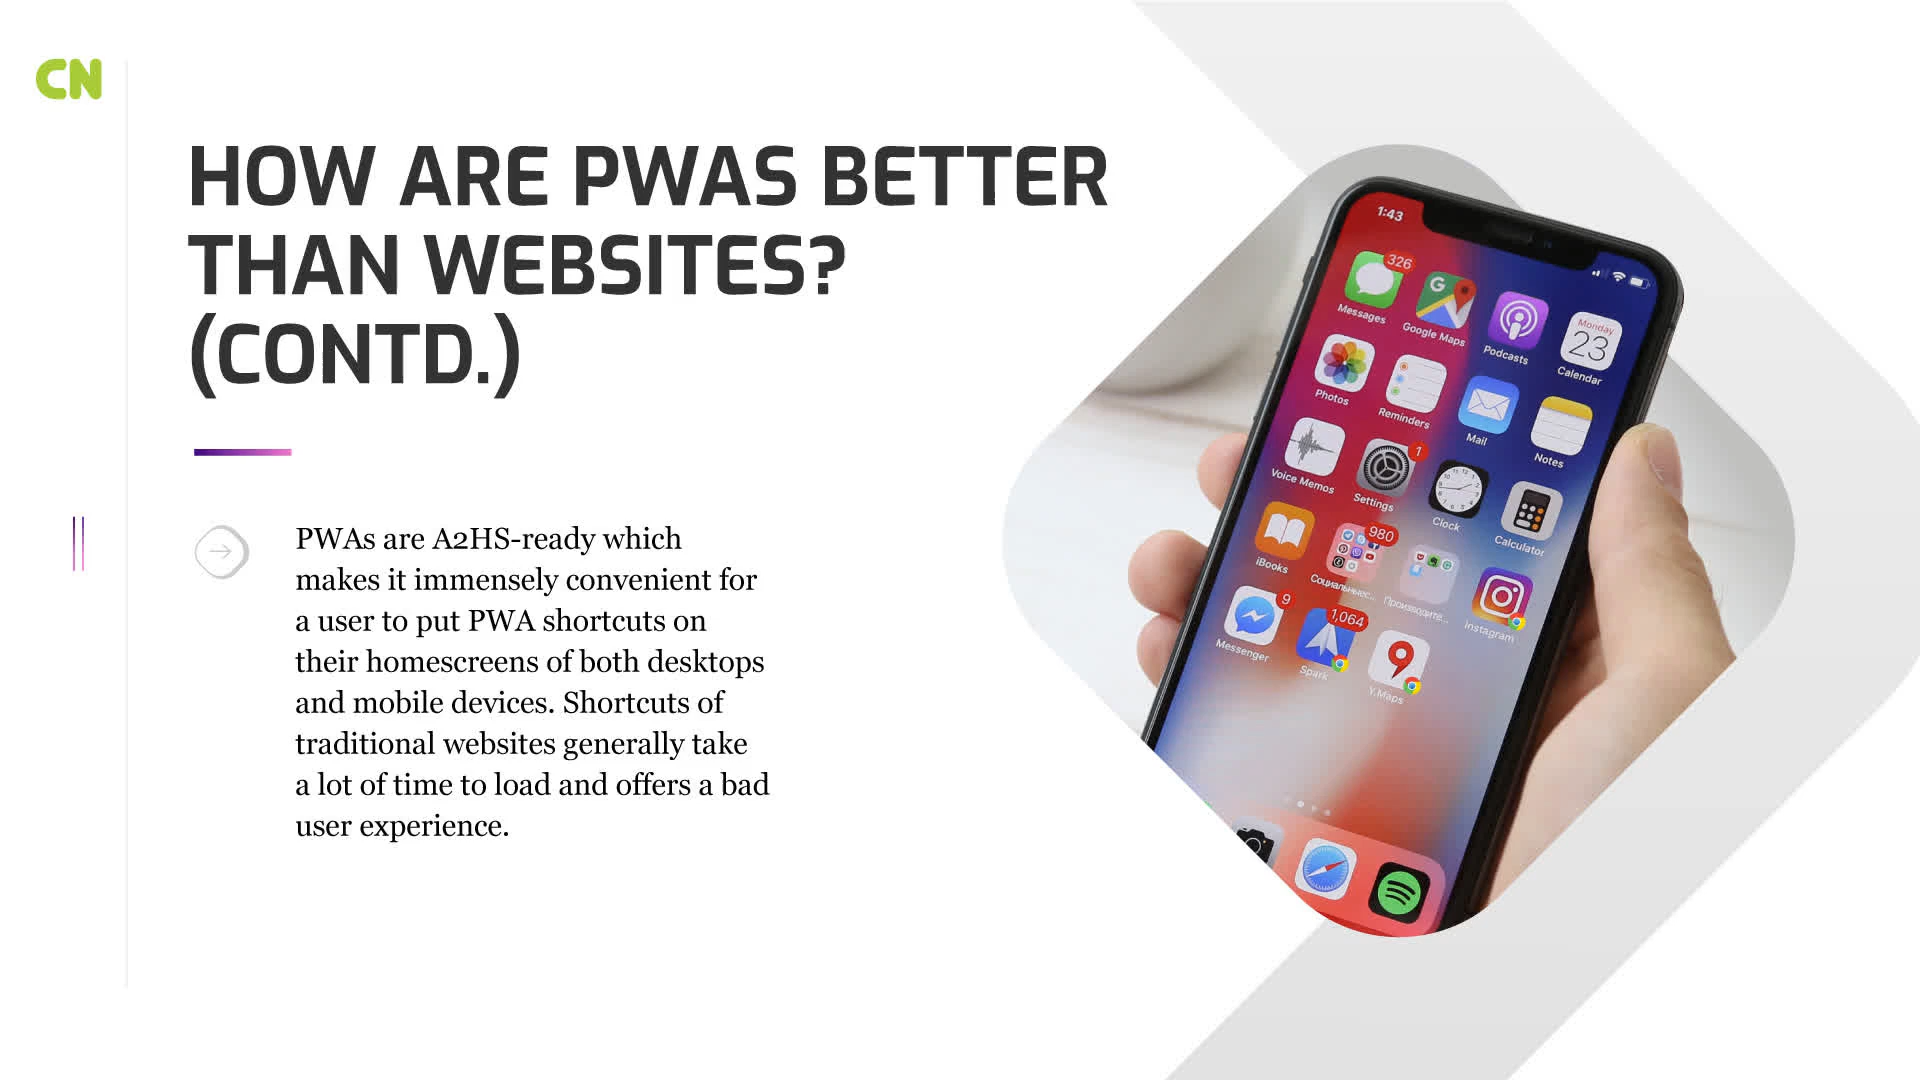 CN
HOW ARE PWAS BETTER
THAN WEBSITES?
(CONTD.)
PWAs are A2HS-ready which
makes it immensely convenient for
a user to put PWA shortcuts on
their homescreens of both desktops
and mobile devices. Shortcuts of
traditional websites generally take
a lot of time to load and offers a bad
user experience.
1:43
326
Messages
Google Maps
Podcasts
Monday
23
Calendar
Photos
Reminders
Mail
Notes
Voice Memos
1
Settings
Clock
Calculator
iBooks
980
Социальныес...
Производите...
Instagram
9
Messenger
1,064
Spark
Y.Maps